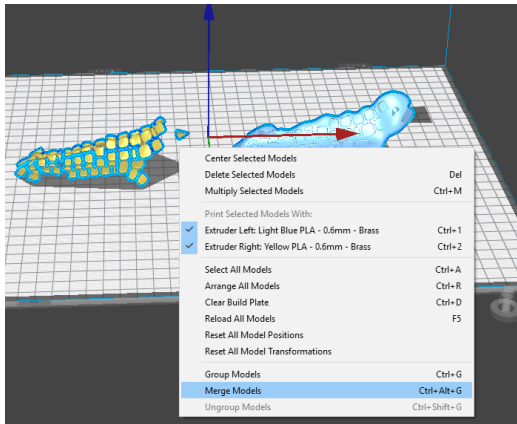 Center Selected Models
Delete Selected Models Del
Multiply Selected Models Ctrl+M
Print Selected Models With:
Extruder Left: Light Blue PLA - 0.6mm - Brass Ctrl+1
Extruder Right: Yellow PLA - 0.6mm - Brass Ctrl+2
Select All Models Ctrl+A
Arrange All Models Ctrl+R
Clear Build Plate Ctrl+D
Reload All Models F5
Reset All Model Positions
Reset All Model Transformations
Group Models Ctrl+G
Merge Models Ctrl+Alt+G
Ungroup Models Ctrl+Shift+G